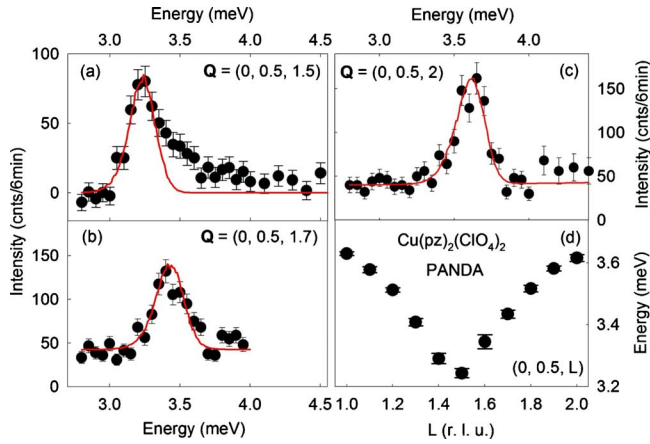 Energy (meV)
3.0 3.5 4.0 4.5
Energy (meV)
3.2 3.6 4.0
100
50
0
(a)
Q = (0, 0.5, 1.5)
Q = (0, 0.5, 2)
(c)
150
100
50
0
Intensity (cnts/6min)
Intensity (cnts/6min)
150
100
50
0
(b)
Q = (0, 0.5, 1.7)
Cu(pz)2(ClO4)2
(d)
PANDA
(0, 0.5, L)
3.6
3.4
3.2
Energy (meV)
3.0 3.5 4.0 4.5
Energy (meV)
1.0 1.2 1.4 1.6 1.8 2.0
L (r. l. u.)